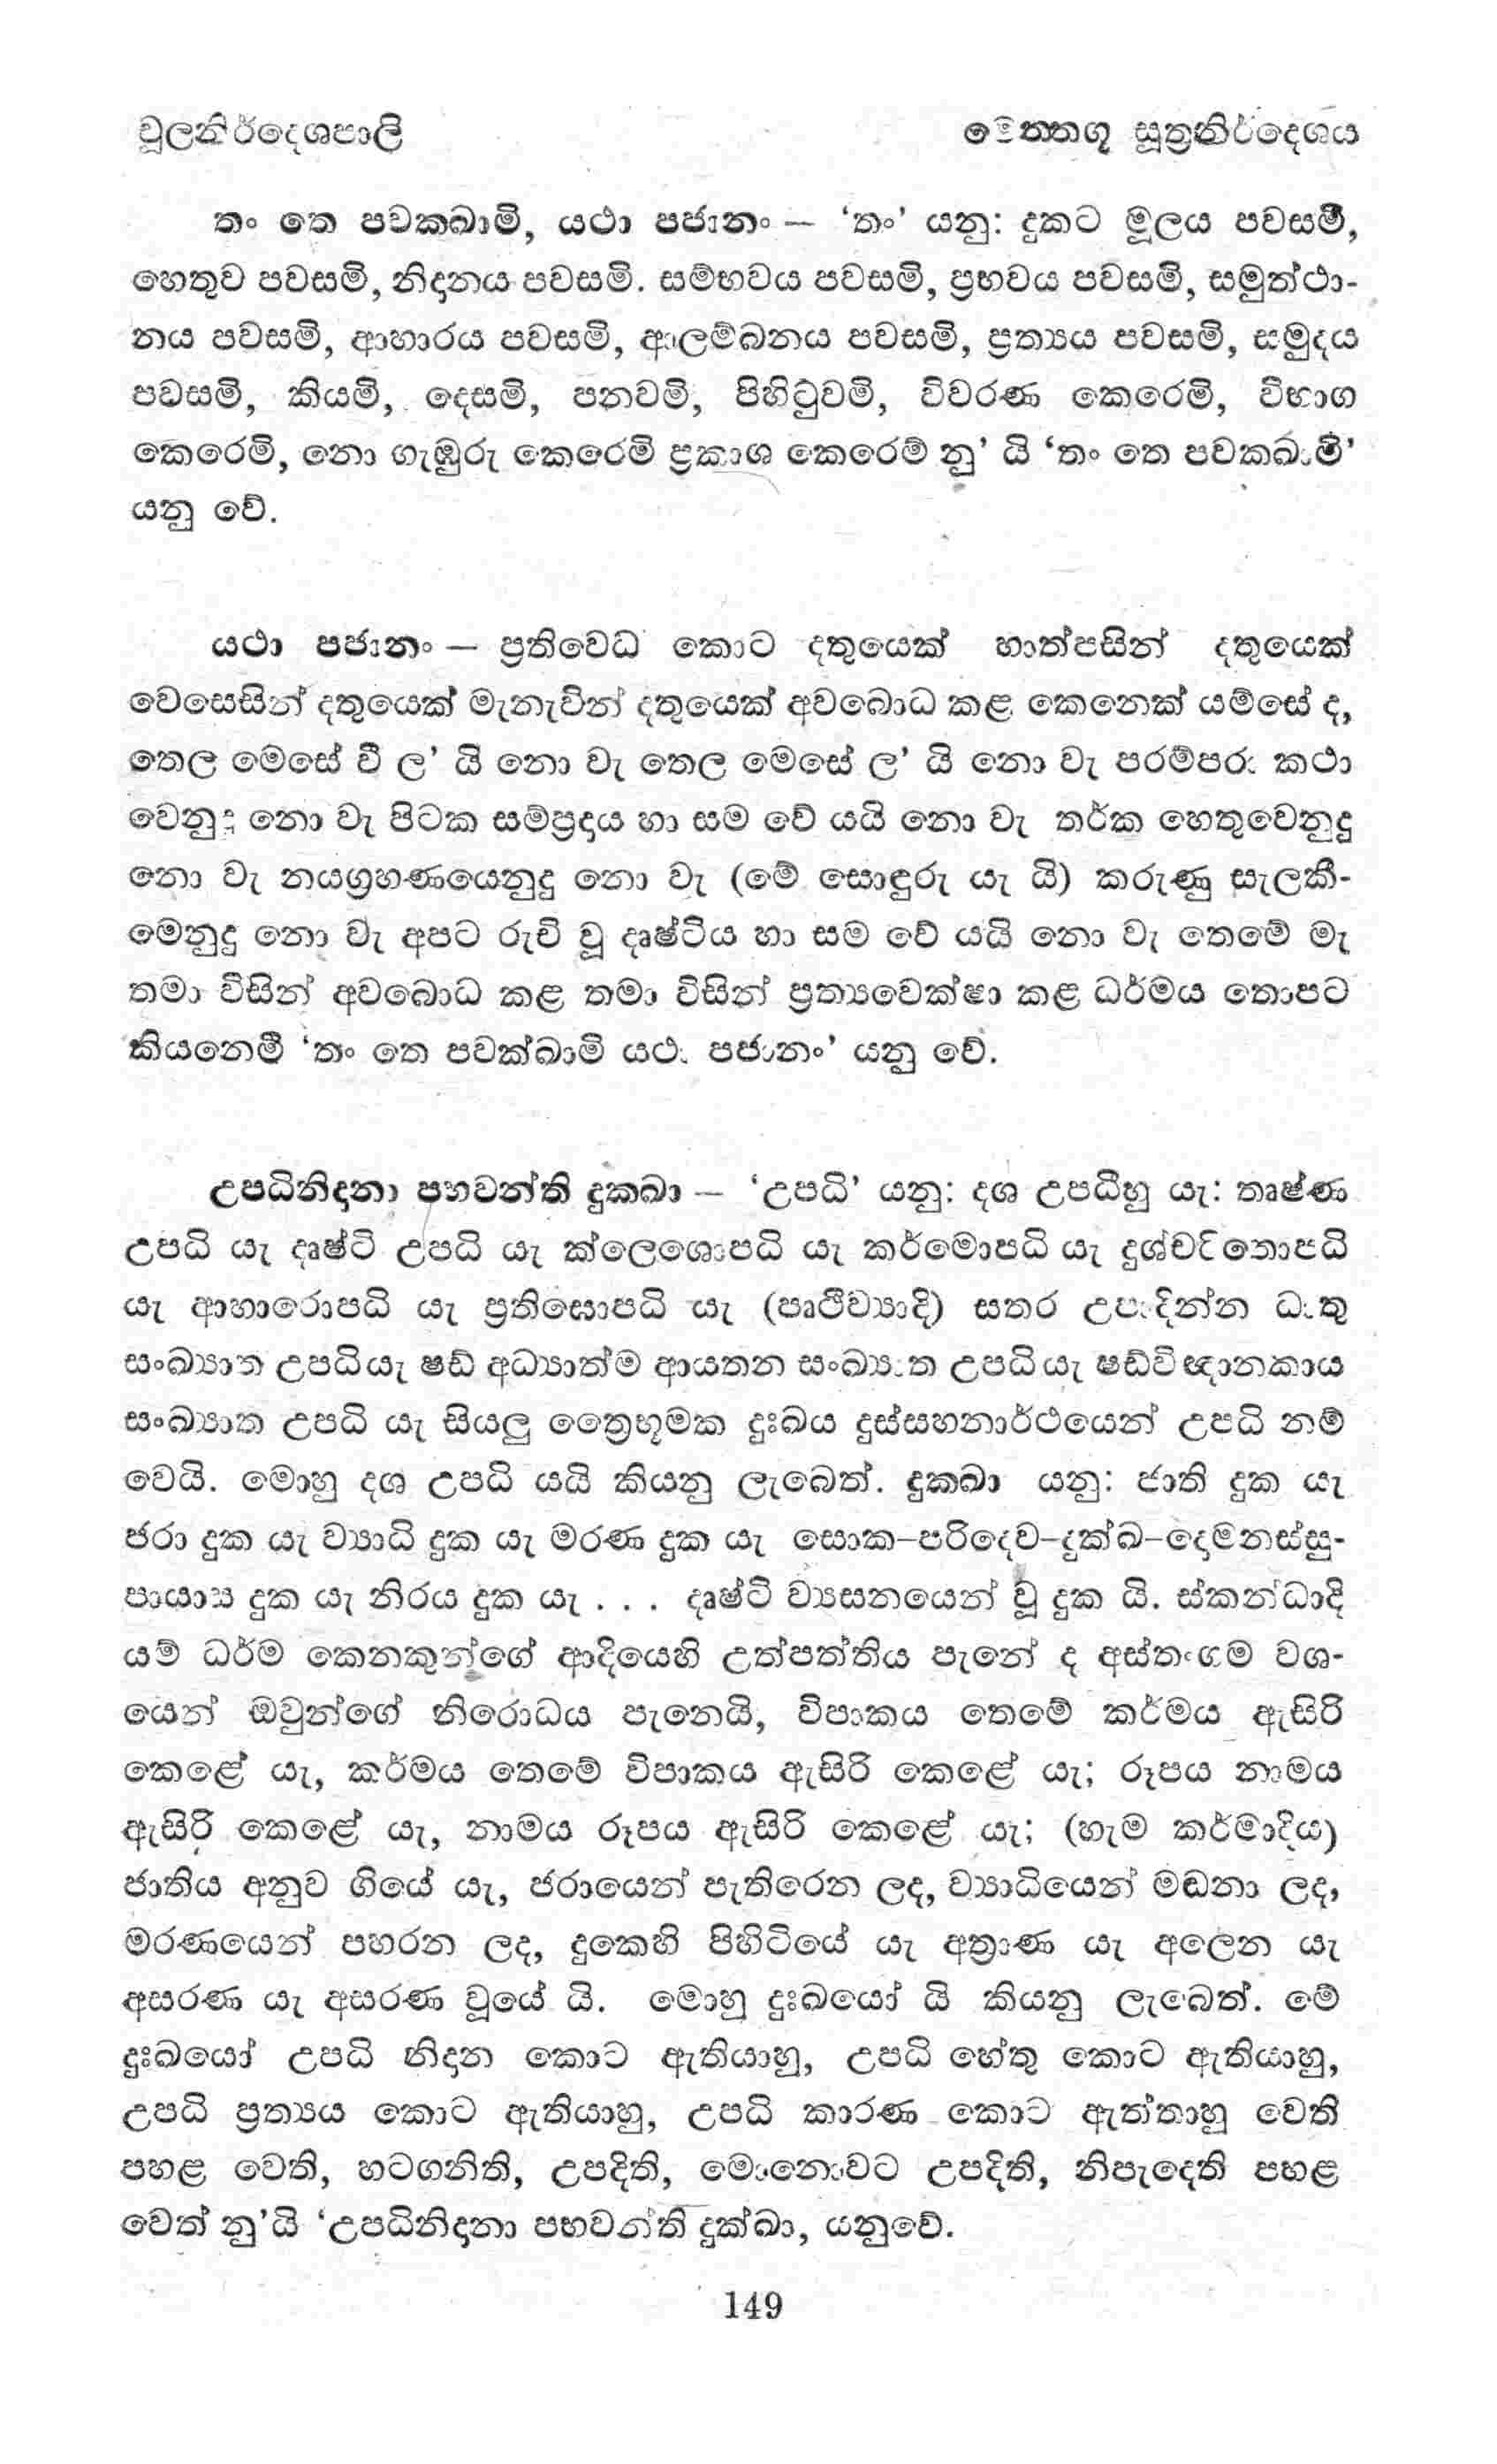 චූලනිර්දෙශපාලි
මෙත්තගූ සූත්‍රනිර්දෙශය
තං තෙ පවක්ඛාමි, යථා පජානං — ‘තං’ යනු: දුකට මූලය පවසමි,
හෙතුව පවසමි, නිදානය පවසමි. සම්භවය පවසමි, ප්‍රභවය පවසමි, සමුත්ථා-
නය පවසමි, ආහාරය පවසමි, ආලම්බනය පවසමි, ප්‍රත්‍යය පවසමි, සමුදය
පවසමි, කියමි, දෙසමි, පනවමි, පිහිටුවමි, විවරණ කෙරෙමි, විභාග
කෙරෙමි, නො ගැඹුරු කෙරෙමි ප්‍රකාශ කෙරෙම් නු’ යි ‘තං තෙ පවක්ඛාමි’
යනු වේ.
යථා පජානං — ප්‍රතිවෙධ කොට දතුයෙක් හාත්පසින් දතුයෙක්
වෙසෙසින් දතුයෙක් මැනැවින් දතුයෙක් අවබොධ කළ කෙනෙක් යම්සේ ද,
තෙල මෙසේ වී ල’ යි නො වැ තෙල මෙසේ ල’ යි නො වැ පරම්පරා කථා
වෙනුදු නො වැ පිටක සම්ප්‍රදාය හා සම වේ යයි නො වැ තර්ක හෙතුවෙනුදු
නො වැ නයග්‍රහණයෙනුදු නො වැ (මේ සොඳුරු යැ යි) කරුණු සැලකී-
මෙනුදු නො වැ අපට රුචි වූ දෘෂ්ටිය හා සම වේ යයි නො වැ තෙමේ මැ
තමා විසින් අවබොධ කළ තමා විසින් ප්‍රත්‍යවෙක්ෂා කළ ධර්මය තොපට
කියනෙමි ‘තං තෙ පවක්ඛාමි යථා පජානං’ යනු වේ.
උපධිනිදානා පභවන්ති දුක්ඛා — ‘උපධි’ යනු: දශ උපධීහු යැ: තෘෂ්ණ
උපධි යැ දෘෂ්ටි උපධි යැ ක්ලෙශොපධි යැ කර්මොපධි යැ දුශ්චරිතොපධි
යැ ආහාරොපධි යැ ප්‍රතිඝොපධි යැ (පෘථිව්‍යාදි) සතර උපාදින්න ධාතු
සංඛ්‍යාත උපධියැ ෂඩ් අධ්‍යාත්ම ආයතන සංඛ්‍යාත උපධි යැ ෂඩ්විඥානකාය
සංඛ්‍යාත උපධි යැ සියලු ත්‍රෛභූමක දුඃඛය දුස්සහනාර්ථයෙන් උපධි නම්
වෙයි. මොහු දශ උපධි යයි කියනු ලැබෙත්. දුක්ඛා යනු: ජාති දුක යැ
ජරා දුක යැ ව්‍යාධි දුක යැ මරණ දුක යැ සොක–පරිදෙව–දුක්ඛ–දොමනස්සු-
පායාස දුක යැ නිරය දුක යැ . . . දෘෂ්ටි ව්‍යසනයෙන් වූ දුක යි. ස්කන්ධාදි
යම් ධර්ම කෙනකුන්ගේ ආදියෙහි උත්පත්තිය පැනේ ද අස්තංගම වශ-
යෙන් ඔවුන්ගේ නිරොධය පැනෙයි, විපාකය තෙමේ කර්මය ඇසිරි
කෙළේ යැ, කර්මය තෙමේ විපාකය ඇසිරි කෙළේ යැ; රූපය නාමය
ඇසිරි කෙළේ යැ, නාමය රූපය ඇසිරි කෙළේ යැ; (හැම කර්මාදිය)
ජාතිය අනුව ගියේ යැ, ජරායෙන් පැතිරෙන ලද, ව්‍යාධියෙන් මඬනා ලද,
මරණයෙන් පහරන ලද, දුකෙහි පිහිටියේ යැ අත්‍රාණ යැ අලෙන යැ
අසරණ යැ අසරණ වූයේ යි. මොහු දුඃඛයෝ යි කියනු ලැබෙත්. මේ
දුඃඛයෝ උපධි නිදාන කොට ඇතියාහු, උපධි හේතු කොට ඇතියාහු,
උපධි ප්‍රත්‍යය කොට ඇතියාහු, උපධි කාරණ කොට ඇත්තාහු වෙති
පහළ වෙති, හටගනිති, උපදිති, මොනොවට උපදිති, නිපැදෙති පහළ
වෙත් නු’යි ‘උපධිනිදානා පභවන්ති දුක්ඛා, යනුවේ.
149